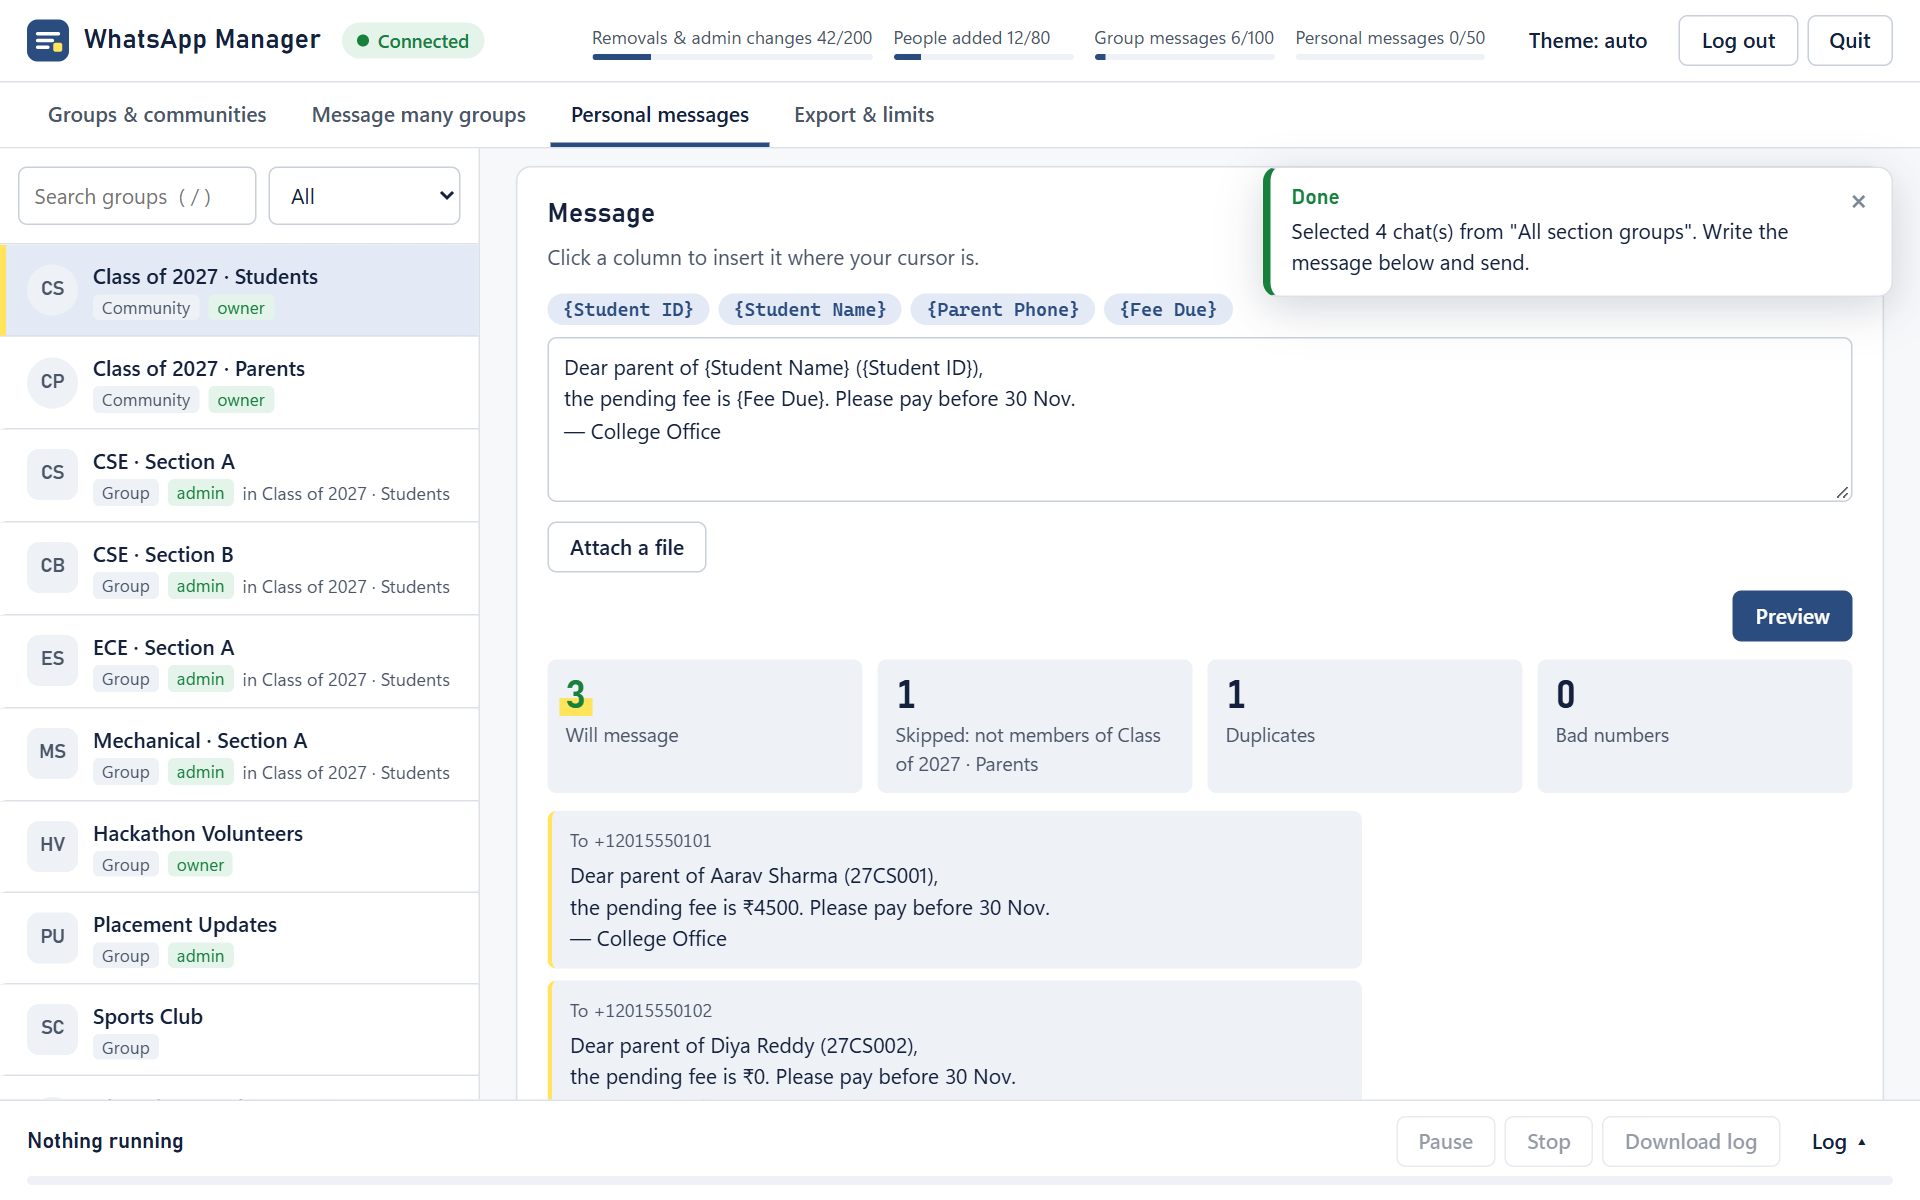 WhatsApp Manager
Connected
Removals & admin changes 42/200
People added 12/80
Group messages 6/100
Personal messages 0/50
Theme: auto
Log out
Quit
Groups & communities
Message many groups
Personal messages
Export & limits
Search groups ( / )
All
CS
Class of 2027 · Students
Community owner
CP
Class of 2027 · Parents
Community owner
CS
CSE · Section A
Group admin in Class of 2027 · Students
CB
CSE · Section B
Group admin in Class of 2027 · Students
ES
ECE · Section A
Group admin in Class of 2027 · Students
MS
Mechanical · Section A
Group admin in Class of 2027 · Students
HV
Hackathon Volunteers
Group owner
PU
Placement Updates
Group admin
SC
Sports Club
Group
Message
Click a column to insert it where your cursor is.
{Student ID} {Student Name} {Parent Phone} {Fee Due}
Done
Selected 4 chat(s) from "All section groups". Write the
message below and send.
×
Dear parent of {Student Name} ({Student ID}),
the pending fee is {Fee Due}. Please pay before 30 Nov.
— College Office
Attach a file
Preview
3
Will message
1
Skipped: not members of Class
of 2027 · Parents
1
Duplicates
0
Bad numbers
To +12015550101
Dear parent of Aarav Sharma (27CS001),
the pending fee is ₹4500. Please pay before 30 Nov.
— College Office
To +12015550102
Dear parent of Diya Reddy (27CS002),
the pending fee is ₹0. Please pay before 30 Nov.
Nothing running
Pause
Stop
Download log
Log ▲